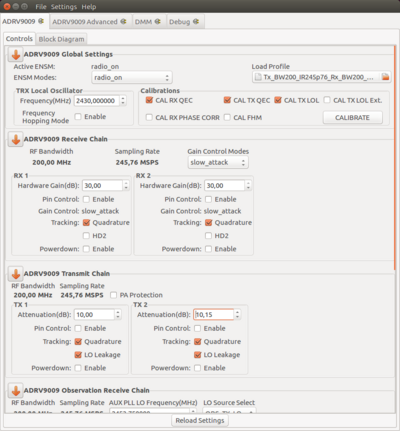 File Settings Help
ADRV9009 ADRV9009 Advanced DMM Debug
Controls Block Diagram
ADRV9009 Global Settings
Active ENSM: radio_on
Load Profile
ENSM Modes: radio_on
Tx_BW200_IR245p76_Rx_BW200_...
TRX Local Oscillator
Frequency(MHz) 2430,000000
Frequency Hopping Mode Enable
Calibrations
CAL RX QEC CAL TX QEC CAL TX LOL CAL TX LOL Ext.
CAL RX PHASE CORR CAL FHM CALIBRATE
ADRV9009 Receive Chain
RF Bandwidth Sampling Rate Gain Control Modes
200,00 MHz 245,76 MSPS slow_attack
RX 1
Hardware Gain(dB): 30,00
Pin Control: Enable
Gain Control: slow_attack
Tracking: Quadrature
HD2
Powerdown: Enable
RX 2
Hardware Gain(dB): 30,00
Pin Control: Enable
Gain Control: slow_attack
Tracking: Quadrature
HD2
Powerdown: Enable
ADRV9009 Transmit Chain
RF Bandwidth Sampling Rate
200,00 MHz 245,76 MSPS PA Protection
TX 1
Attenuation(dB): 10,00
Pin Control: Enable
Tracking: Quadrature
LO Leakage
Powerdown: Enable
TX 2
Attenuation(dB): 10,15
Pin Control: Enable
Tracking: Quadrature
LO Leakage
Powerdown: Enable
ADRV9009 Observation Receive Chain
RF Bandwidth Sampling Rate AUX PLL LO Frequency(MHz) LO Source Select
Reload Settings